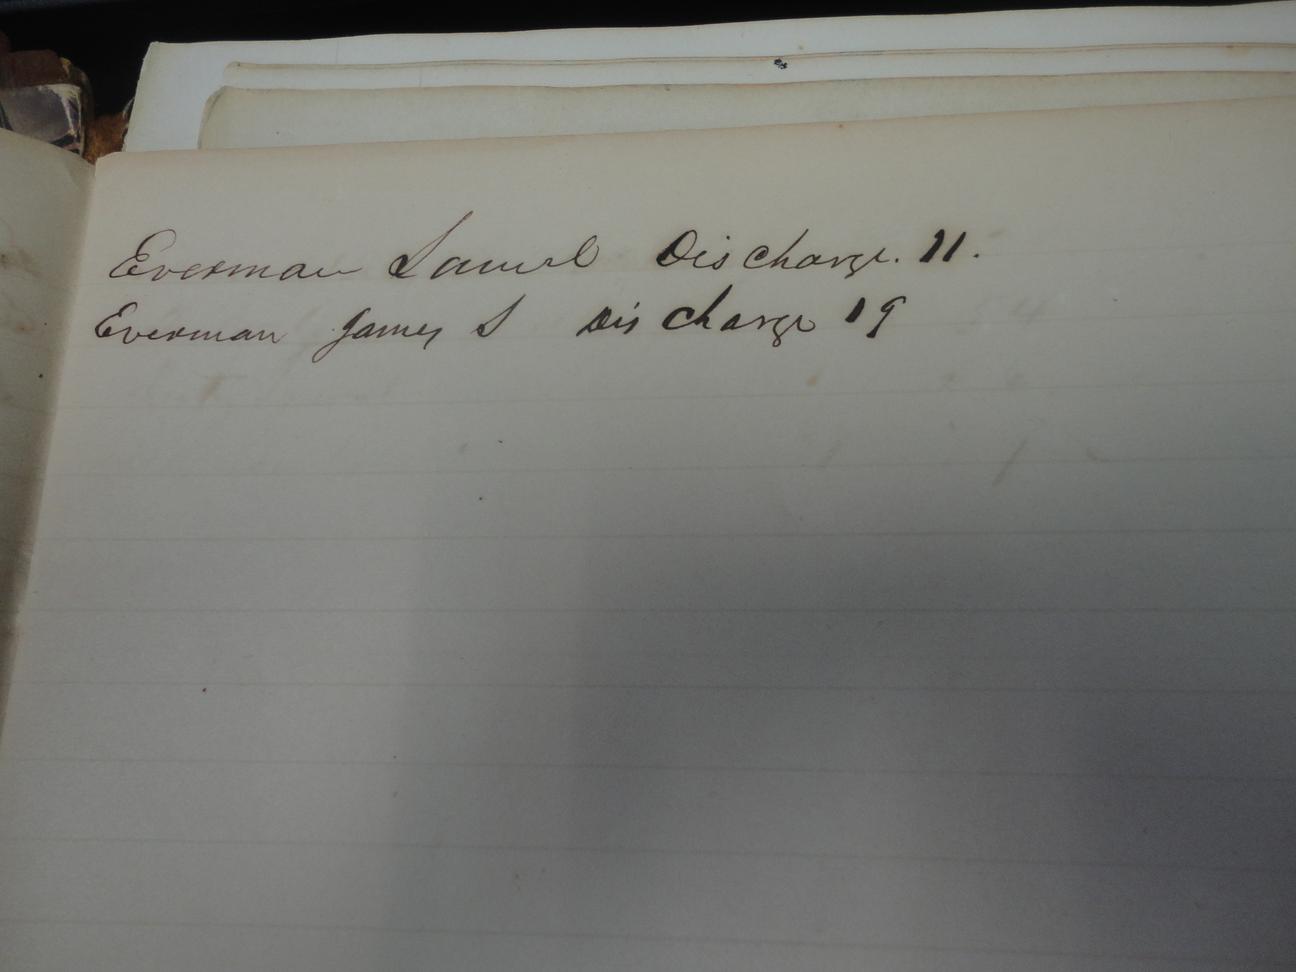 Everman Samuel Discharge. 11.
Everman James S Discharge 19